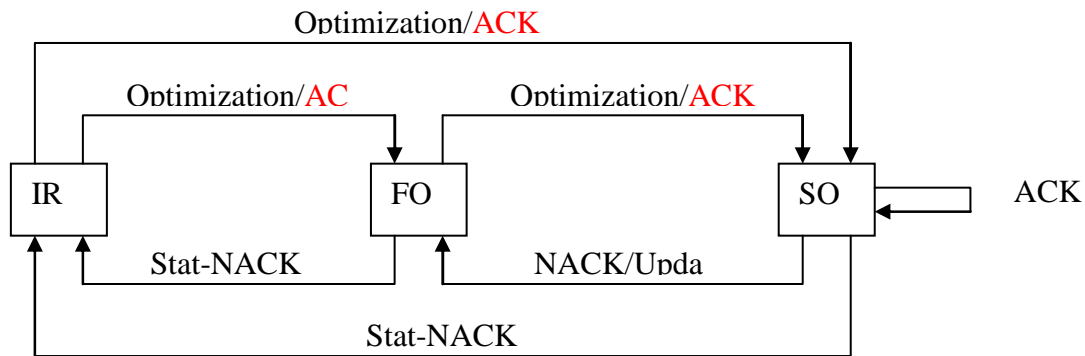 Optimization/ACK
Optimization/AC
Optimization/ACK
IR
FO
SO
ACK
Stat-NACK
NACK/Upda
Stat-NACK